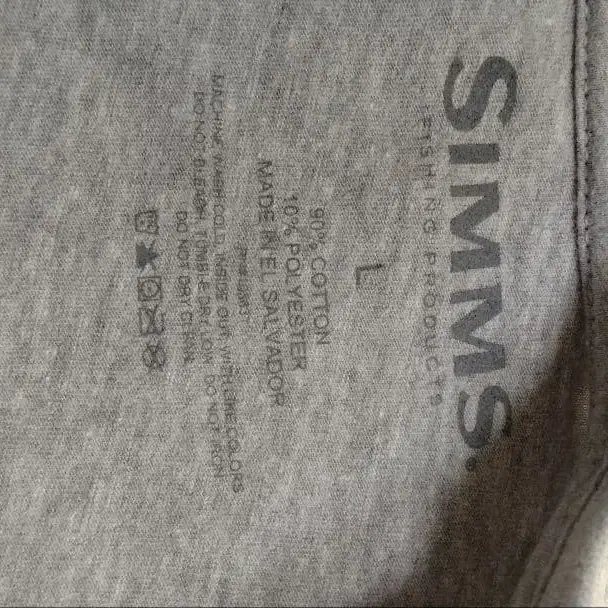 SIMMS®
FISHING PRODUCTS
L
90% COTTON
10% POLYESTER
MADE IN EL SALVADOR
MACHINE WASH COLD, INSIDE OUT, WITH LIKE COLORS
DO NOT BLEACH, TUMBLE DRY LOW, DO NOT IRON
DO NOT DRY CLEAN